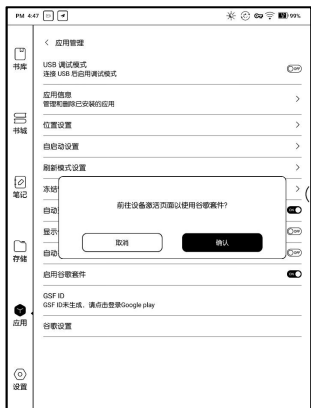 PM 4:47
99%
应用管理
USB 调试模式
连接 USB 后启用调试模式
OFF
应用信息
管理和删除已安装的应用
位置设置
自启动设置
刷新模式设置
冻结
自动
ON
显示
OFF
自动
OFF
前往设备激活页面以使用谷歌套件?
取消
确认
启用谷歌套件
ON
GSF ID
GSF ID未生成，请点击登录Google play
谷歌设置
书库
书城
笔记
存储
应用
设置